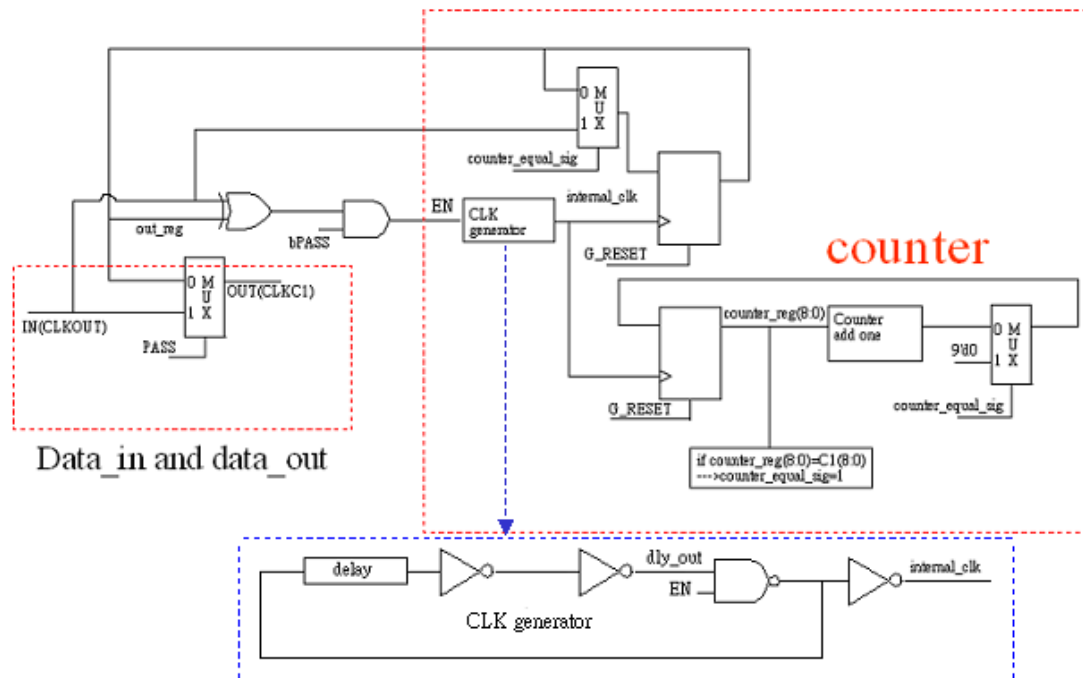 0 M
U
1 X
counter_equal_sig
EN
CLK
generator
internal_clk
G_RESET
out_reg
bPASS
0 M
U
1 X
OUT(CLKC1)
IN(CLKOUT)
PASS
Data_in and data_out
counter
counter_reg(8:0)
Counter
add one
0 M
U
1 X
G_RESET
counter_equal_sig
if counter_reg(8:0)=C1(8:0)
--->counter_equal_sig=1
delay
dly_out
EN
internal_clk
CLK generator